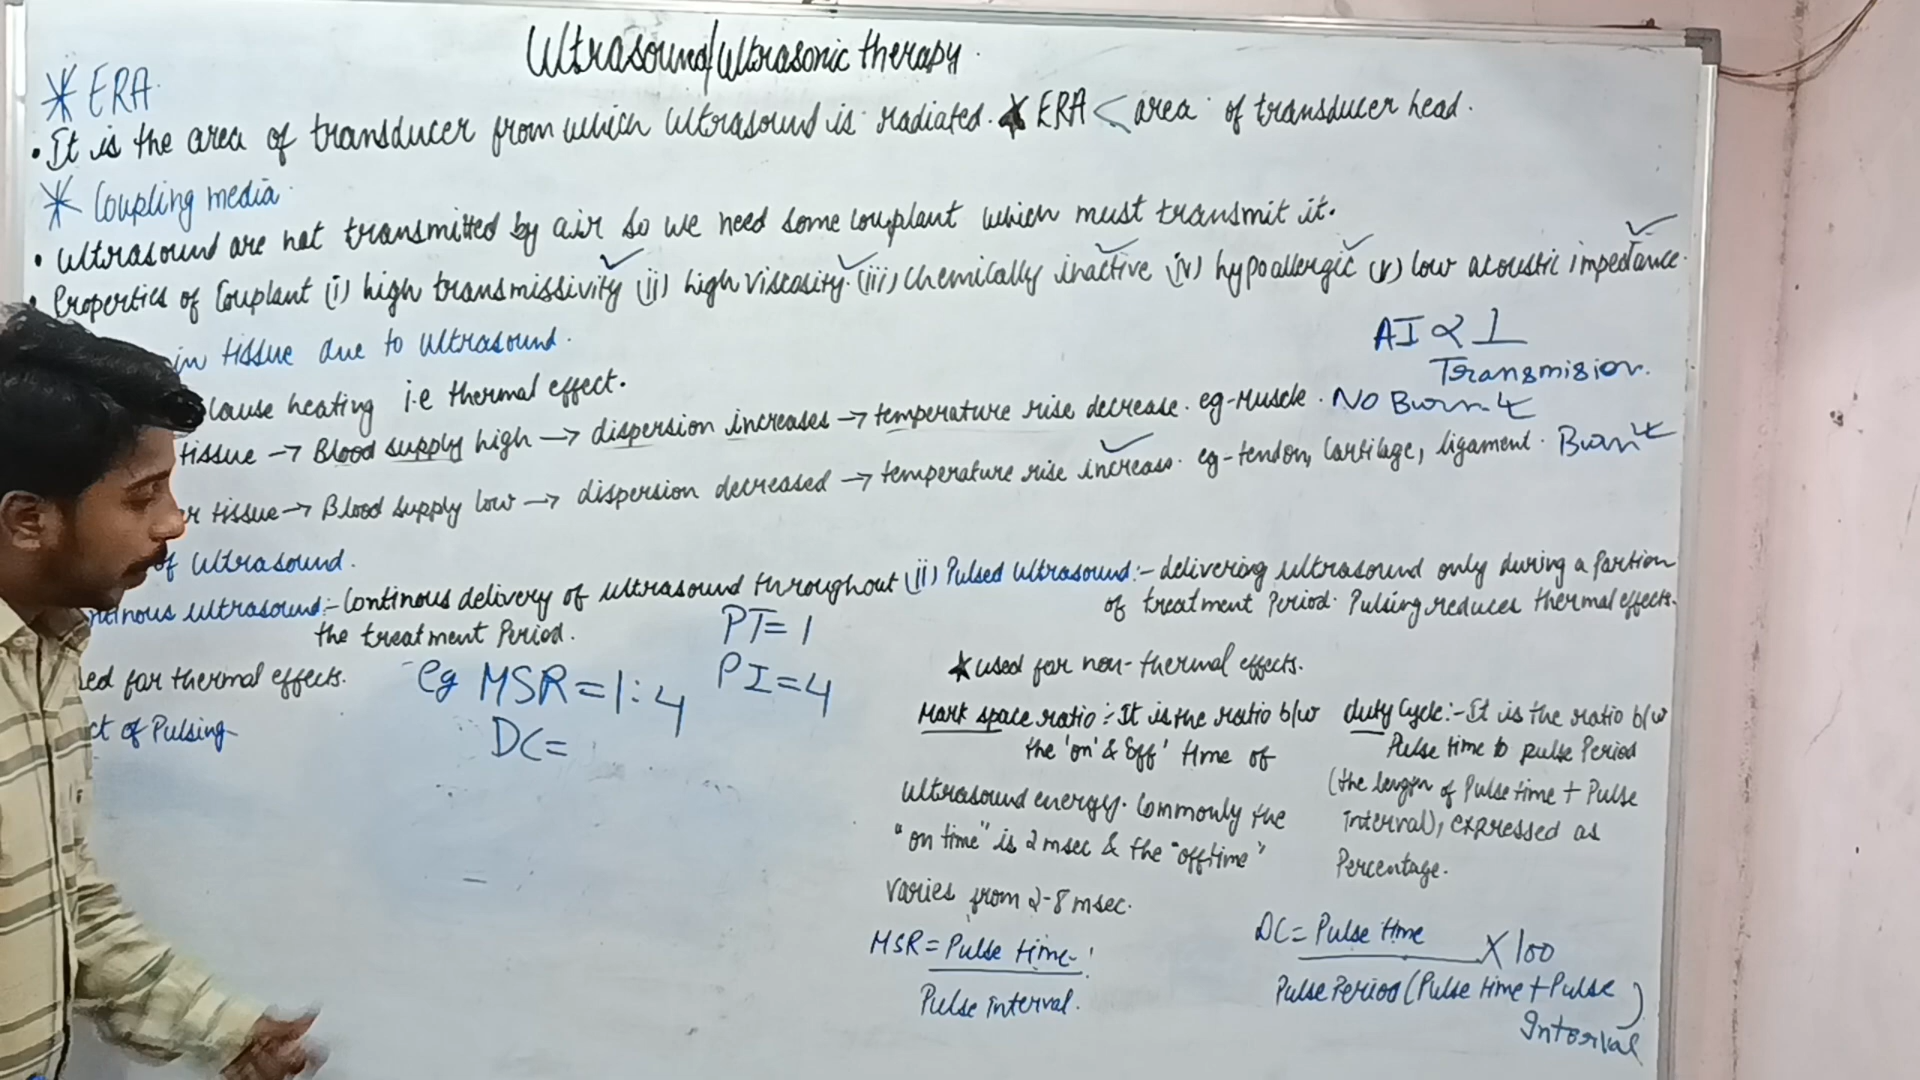 Ultrasound/ultrasonic therapy.
* ERA.
• It is the area of transducer from which ultrasound is radiated. * ERA < area of transducer head.
* Coupling media
• Ultrasound are not transmitted by air so we need some couplant which must transmit it.
• Properties of Couplant (i) high transmissivity (ii) high viscosity. (iii) chemically inactive (iv) hypoallergic (v) low acoustic impedance.
AI ∝ 1
Transmision.
in tissue due to ultrasound.
cause heating i.e thermal effect.
tissue → Blood supply high → dispersion increases → temperature rise decrease. eg-Muscle. No Burn
tissue → Blood supply low → dispersion decreased → temperature rise increase. eg-tendon, cartilage, ligament. Burn
of ultrasound.
ntinous ultrasound:- Continous delivery of ultrasound throughout
the treatment Period.
(ii) Pulsed ultrasound:- delivering ultrasound only during a Partion
of treatment Period. Pulsing reduces thermal effects.
PT=1
PI=4
ed for thermal effects.
eg MSR=1:4
DC=
ct of Pulsing-
* used for non-thermal effects.
Mark space ratio:- It is the ratio b/w
the 'on' & 'off' time of
ultrasound energy. Commonly the
"on time" is 2 msec & the "offtime"
varies from 2-8 msec.
MSR = Pulse time
Pulse interval.
duty Cycle:- It is the ratio b/w
Pulse time to pulse Period
(the length of Pulse time + Pulse
interval), expressed as
Percentage.
DC= Pulse time X 100
Pulse Period (Pulse time + Pulse
Interval)